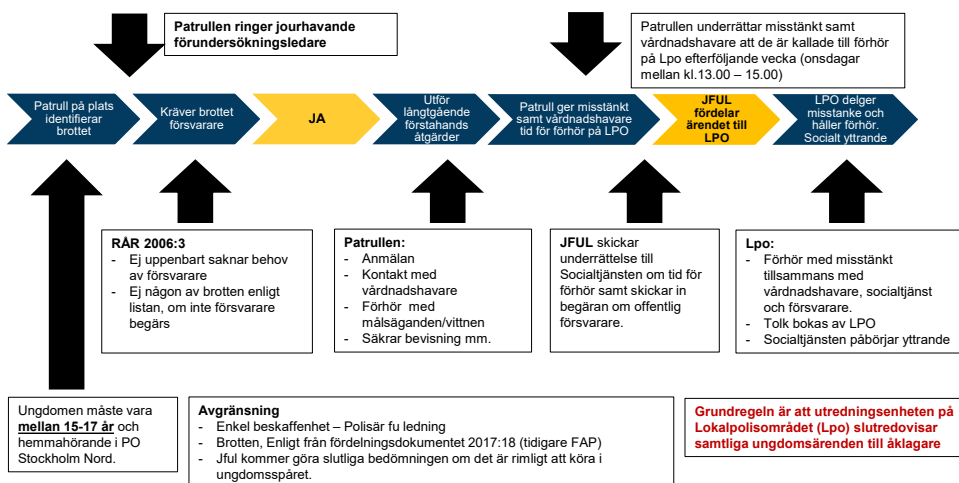 Patrullen ringer jourhavande
förundersökningsledare
Patrullen underrättar misstänkt samt
vårdnadshavare att de är kallade till förhör
på Lpo efterföljande vecka (onsdagar
mellan kl.13.00 – 15.00)
Patrull på plats
identifierar
brottet
Kräver brottet
försvarare
JA
Utför
långtgående
förstahands
åtgärder
Patrull ger misstänkt
samt vårdnadshavare
tid för förhör på LPO
JFUL
fördelar
ärendet till
LPO
LPO delger
misstanke och
håller förhör.
Socialt yttrande
RÅR 2006:3
- Ej uppenbart saknar behov
av försvarare
- Ej någon av brotten enligt
listan, om inte försvarare
begärs
Patrullen:
- Anmälan
- Kontakt med
vårdnadshavare
- Förhör med
målsäganden/vittnen
- Säkrar bevisning mm.
JFUL skickar
underrättelse till
Socialtjänsten om tid för
förhör samt skickar in
begäran om offentlig
försvarare.
Lpo:
- Förhör med misstänkt
tillsammans med
vårdnadshavare, socialtjänst
och försvarare.
- Tolk bokas av LPO
- Socialtjänsten påbörjar yttrande
Ungdomen måste vara
mellan 15-17 år och
hemmahörande i PO
Stockholm Nord.
Avgränsning
- Enkel beskaffenhet – Polisär fu ledning
- Brotten, Enligt från fördelningsdokumentet 2017:18 (tidigare FAP)
- Jful kommer göra slutliga bedömningen om det är rimligt att köra i
ungdomsspåret.
Grundregeln är att utredningsenheten på
Lokalpolisområdet (Lpo) slutredovisar
samtliga ungdomsärenden till åklagare